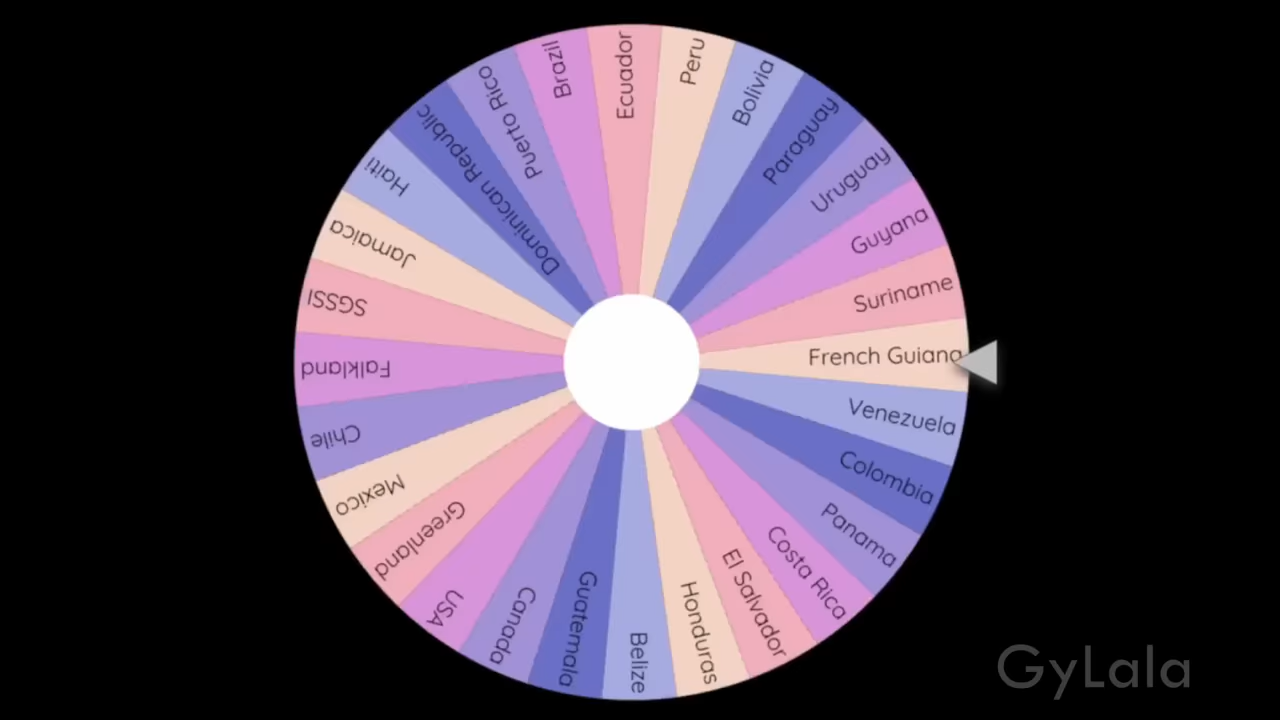 Ecuador
Peru
Bolivia
Paraguay
Uruguay
Guyana
Suriname
French Guiana
Venezuela
Colombia
Panama
Costa Rica
El Salvador
Honduras
Belize
Guatemala
Canada
USA
Greenland
Mexico
Chile
Falkland
SGSSI
Jamaica
Haiti
Dominican Republic
Puerto Rico
Brazil
GyLala